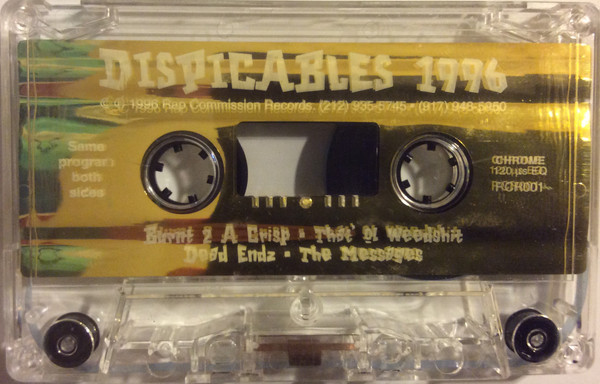 DISPICABLES 1996
© ℗ 1996 Rap Commission Records. (212) 935-5745 • (917) 948-5850
Same
program
both
sides
CHROME
120 µs EQ
RCR001
Burnt 2 A Crisp • That Ol Weedshit
Dead Endz • The Messages